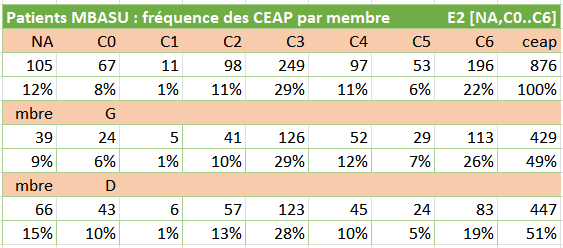 Patients MBASU : fréquence des CEAP par membre E2 [NA,C0..C6]
NA C0 C1 C2 C3 C4 C5 C6 ceap
105 67 11 98 249 97 53 196 876
12% 8% 1% 11% 29% 11% 6% 22% 100%
mbre G
39 24 5 41 126 52 29 113 429
9% 6% 1% 10% 29% 12% 7% 26% 49%
mbre D
66 43 6 57 123 45 24 83 447
15% 10% 1% 13% 28% 10% 5% 19% 51%